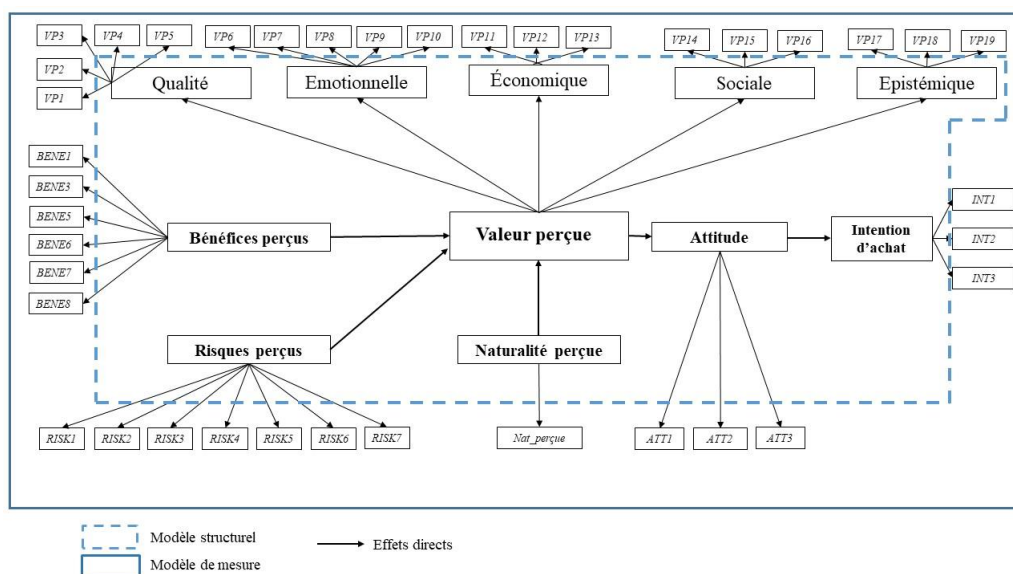 VP3 VP4 VP5 VP6 VP7 VP8 VP9 VP10 VP11 VP12 VP13 VP14 VP15 VP16 VP17 VP18 VP19
VP2
VP1
Qualité Emotionnelle Économique Sociale Epistémique
BENE1
BENE3
BENE5
BENE6
BENE7
BENE8
Bénéfices perçus
Valeur perçue
Attitude
Intention
d'achat
INT1
INT2
INT3
Risques perçus
Naturalité perçue
RISK1 RISK2 RISK3 RISK4 RISK5 RISK6 RISK7 Nat_perçue ATT1 ATT2 ATT3
Modèle structurel
Effets directs
Modèle de mesure